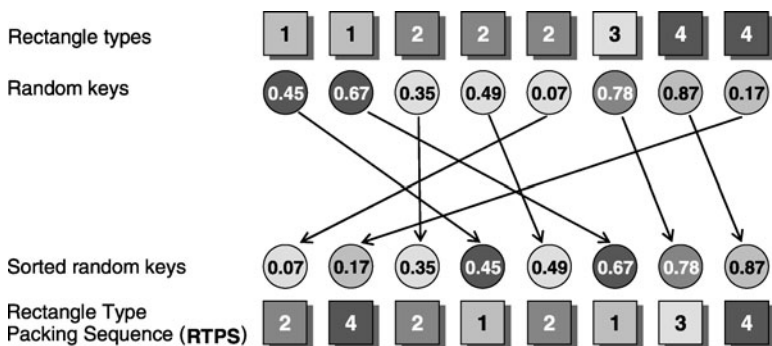 Rectangle types 1 1 2 2 2 3 4 4
Random keys 0.45 0.67 0.35 0.49 0.07 0.78 0.87 0.17
Sorted random keys 0.07 0.17 0.35 0.45 0.49 0.67 0.78 0.87
Rectangle Type
Packing Sequence (RTPS) 2 4 2 1 2 1 3 4